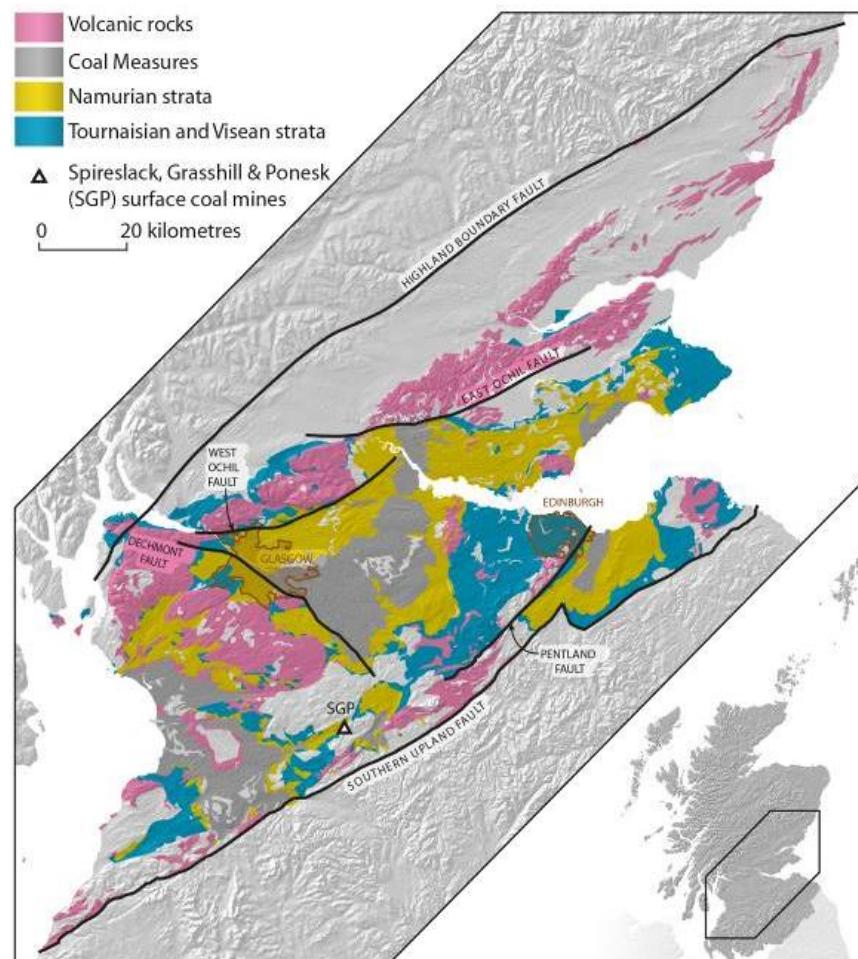 Volcanic rocks
Coal Measures
Namurian strata
Tournaisian and Visean strata
Spireslack, Grasshill & Ponesk
(SGP) surface coal mines
0 20 kilometres
HIGHLAND BOUNDARY FAULT
EAST OCHIL FAULT
WEST
OCHIL
FAULT
EDINBURGH
DECHMONT
FAULT
GLASGOW
PENTLAND
FAULT
SGP
SOUTHERN UPLAND FAULT